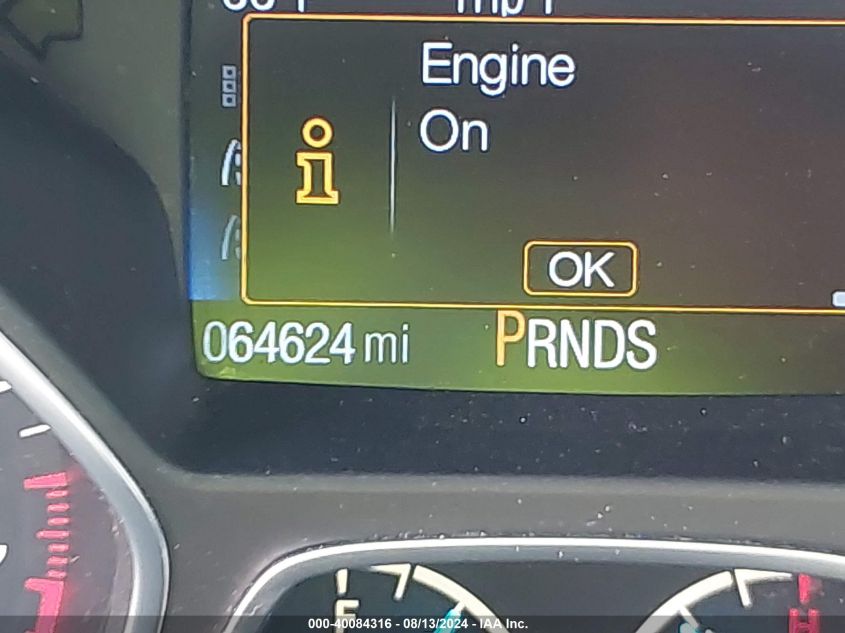 Engine
On
OK
064624 mi PRNDS
F
H
000-40084316 - 08/13/2024 - IAA Inc.